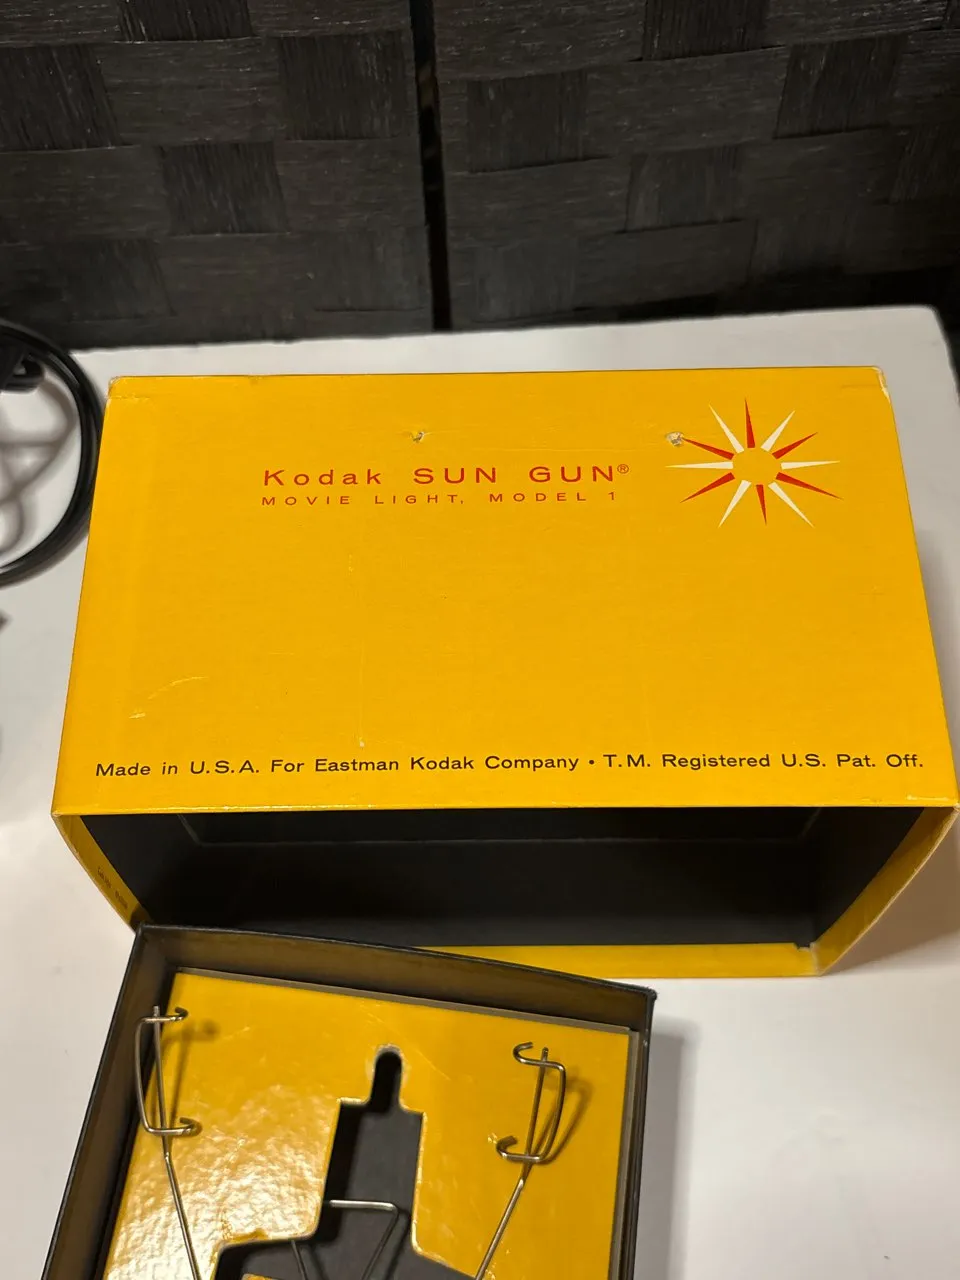 Kodak SUN GUN®
MOVIE LIGHT, MODEL 1
Made in U.S.A. For Eastman Kodak Company • T.M. Registered U.S. Pat. Off.